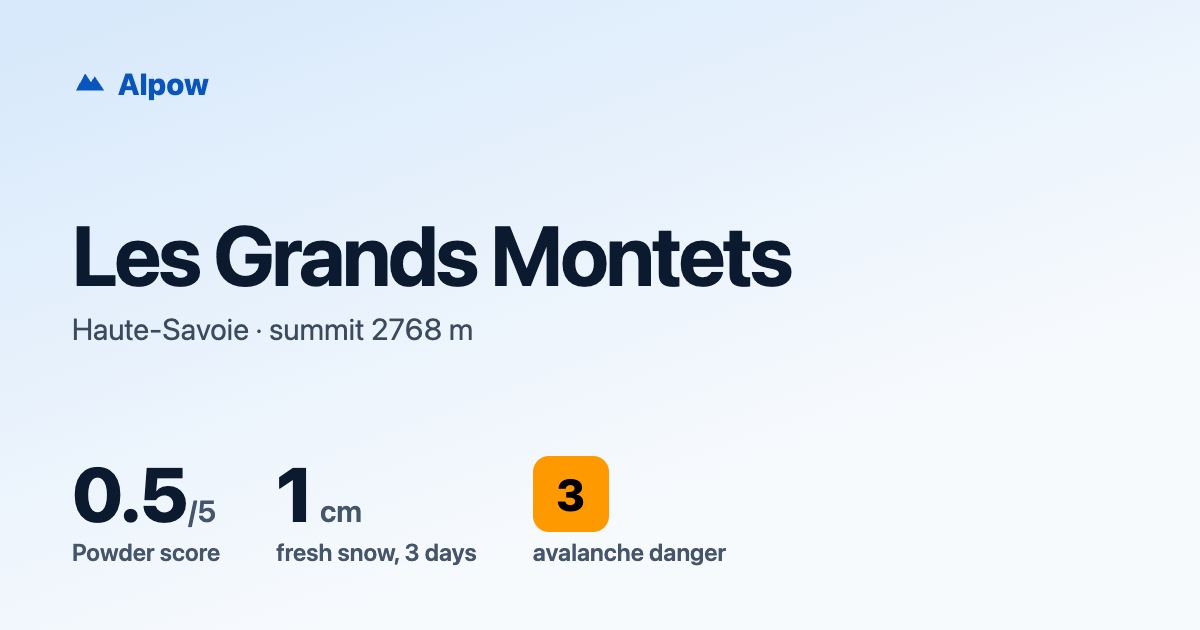 Alpow
Les Grands Montets
Haute-Savoie · summit 2768 m
0.5/5 1 cm 3
Powder score fresh snow, 3 days avalanche danger